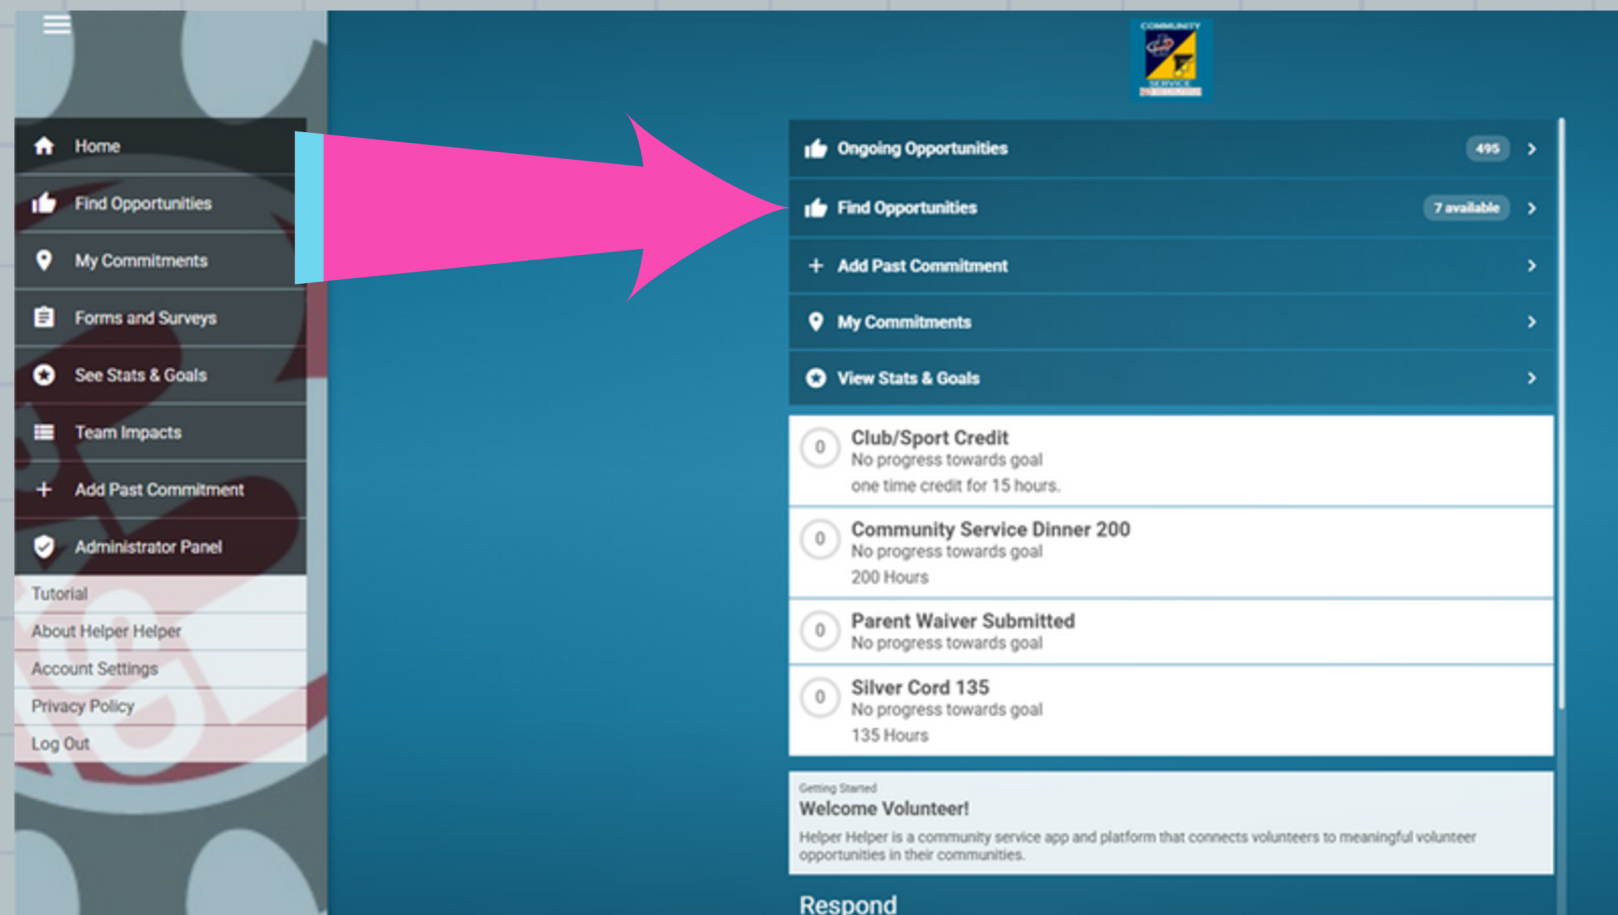 Home
Find Opportunities
My Commitments
Forms and Surveys
See Stats & Goals
Team Impacts
Add Past Commitment
Administrator Panel
Tutorial
About Helper Helper
Account Settings
Privacy Policy
Log Out
COMMUNITY
SERVICE
Ongoing Opportunities 495
Find Opportunities 7 available
Add Past Commitment
My Commitments
View Stats & Goals
0 Club/Sport Credit
No progress towards goal
one time credit for 15 hours.
0 Community Service Dinner 200
No progress towards goal
200 Hours
0 Parent Waiver Submitted
No progress towards goal
0 Silver Cord 135
No progress towards goal
135 Hours
Getting Started
Welcome Volunteer!
Helper Helper is a community service app and platform that connects volunteers to meaningful volunteer
opportunities in their communities.
Respond